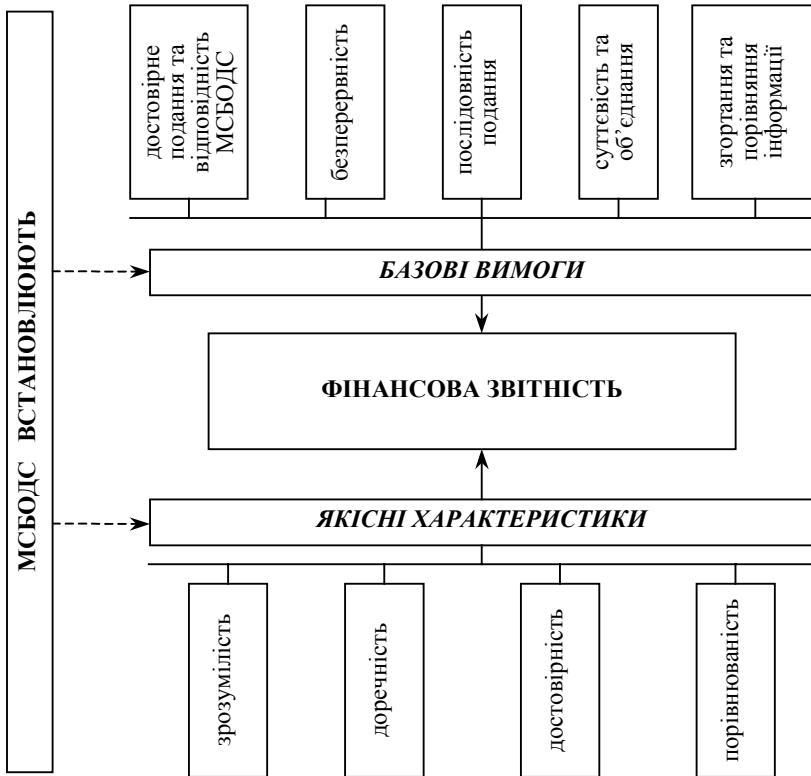 МСБОДС ВСТАНОВЛЮЮТЬ
достовірне
подання та
відповідність
МСБОДС
безперервність
послідовність
подання
суттєвість та
об’єднання
згортання та
порівняння
інформації
БАЗОВІ ВИМОГИ
ФІНАНСОВА ЗВІТНІСТЬ
ЯКІСНІ ХАРАКТЕРИСТИКИ
зрозумілість
доречність
достовірність
порівнюваність